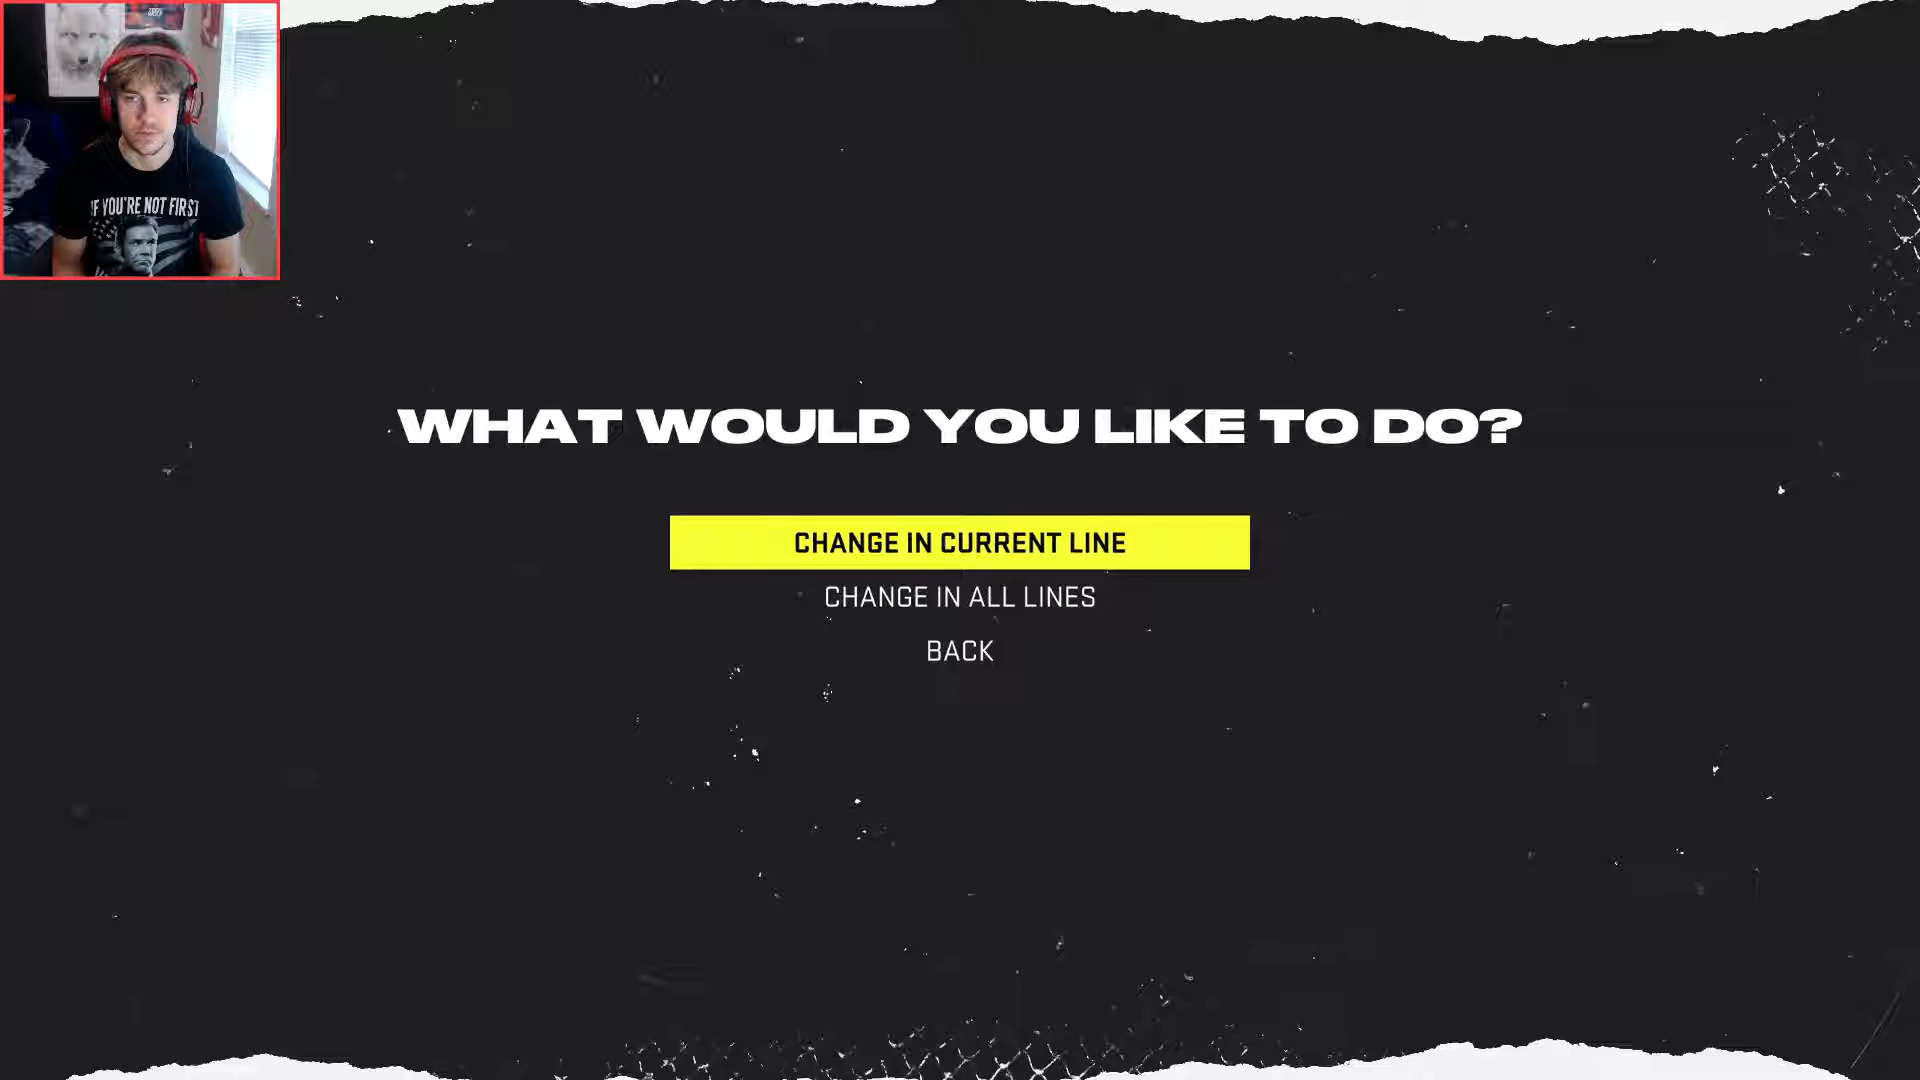 IF YOU'RE NOT FIRST
WHAT WOULD YOU LIKE TO DO?
CHANGE IN CURRENT LINE
CHANGE IN ALL LINES
BACK